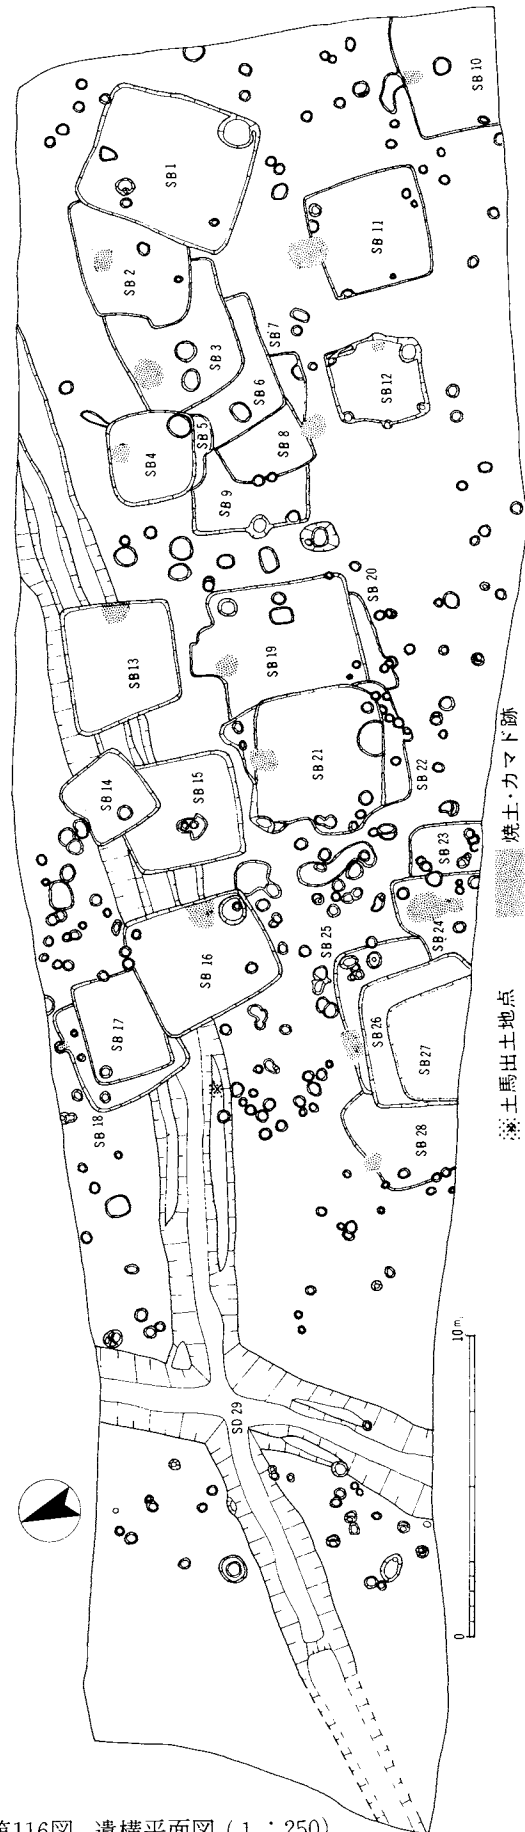 SB 10
SB 1
SB 11
SB 2
SB 3
SB 7
SB 6
SB 12
SB 4
SB 5
SB 8
SB 9
SB 20
SB 13
SB 19
SB 14
SB 15
SB 21
SB 22
SB 23
SB 24
SB 25
SB 16
SB 26
SB 27
SB 17
SB 18
SB 28
SD 29
焼土・カマド跡
※土馬出土地点
10m
0
第116図 遺構平面図(1:250)